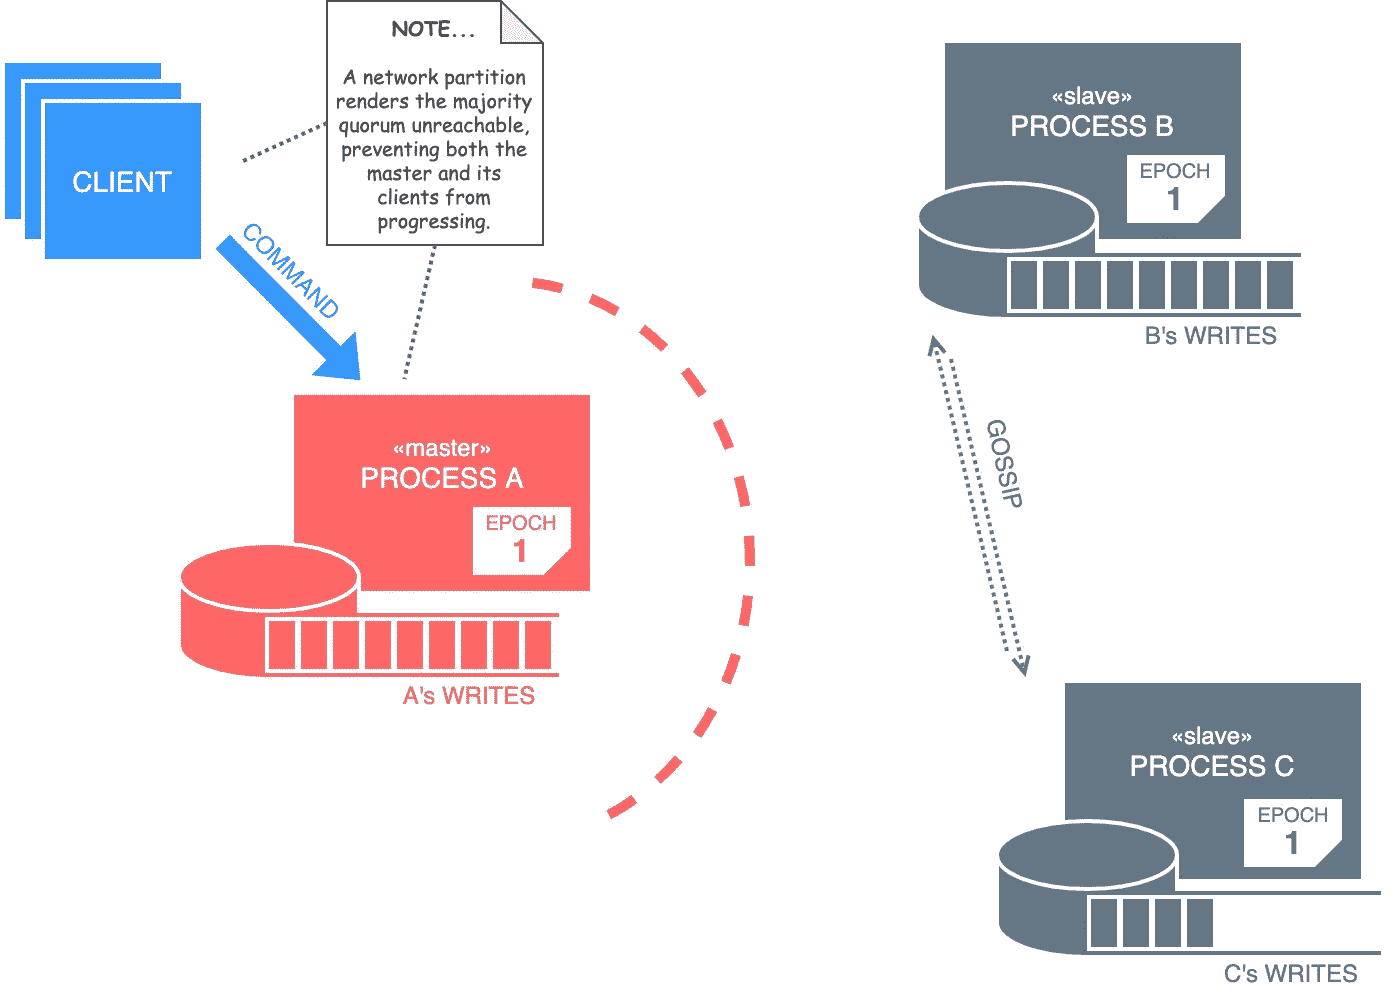 NOTE...
A network partition
renders the majority
quorum unreachable,
preventing both the
master and its
clients from
progressing.
CLIENT
COMMAND
«master»
PROCESS A
EPOCH
1
A's WRITES
«slave»
PROCESS B
EPOCH
1
B's WRITES
GOSSIP
«slave»
PROCESS C
EPOCH
1
C's WRITES